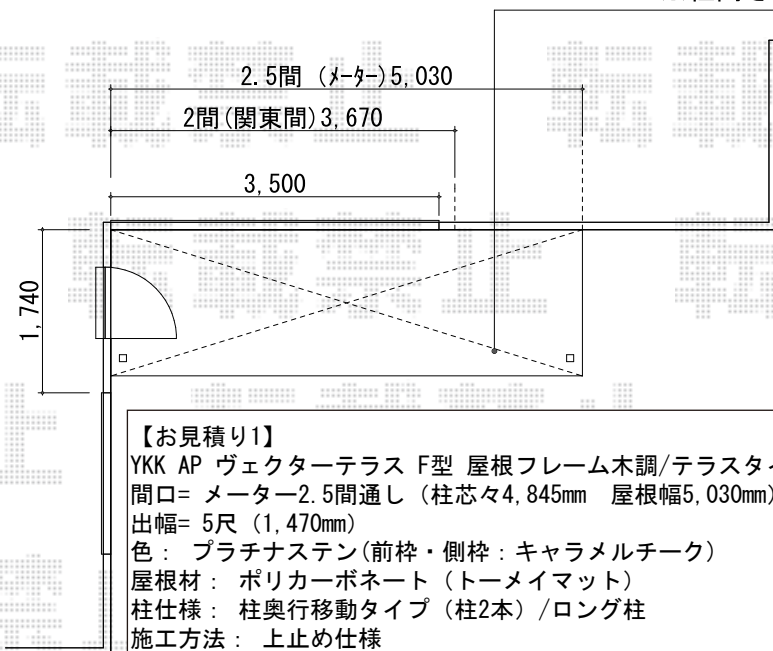 2.5間 (ﾒｰﾀｰ)5,030
2間(関東間)3,670
3,500
1,740
【お見積り1】
YKK AP ヴェクターテラス F型 屋根フレーム木調/テラスタイ
間口= メーター2.5間通し（柱芯々4,845mm 屋根幅5,030mm）
出幅= 5尺（1,470mm）
色： プラチナステン(前枠・側枠：キャラメルチーク）
屋根材： ポリカーボネート（トーメイマット）
柱仕様： 柱奥行移動タイプ（柱2本）/ロング柱
施工方法： 上止め仕様